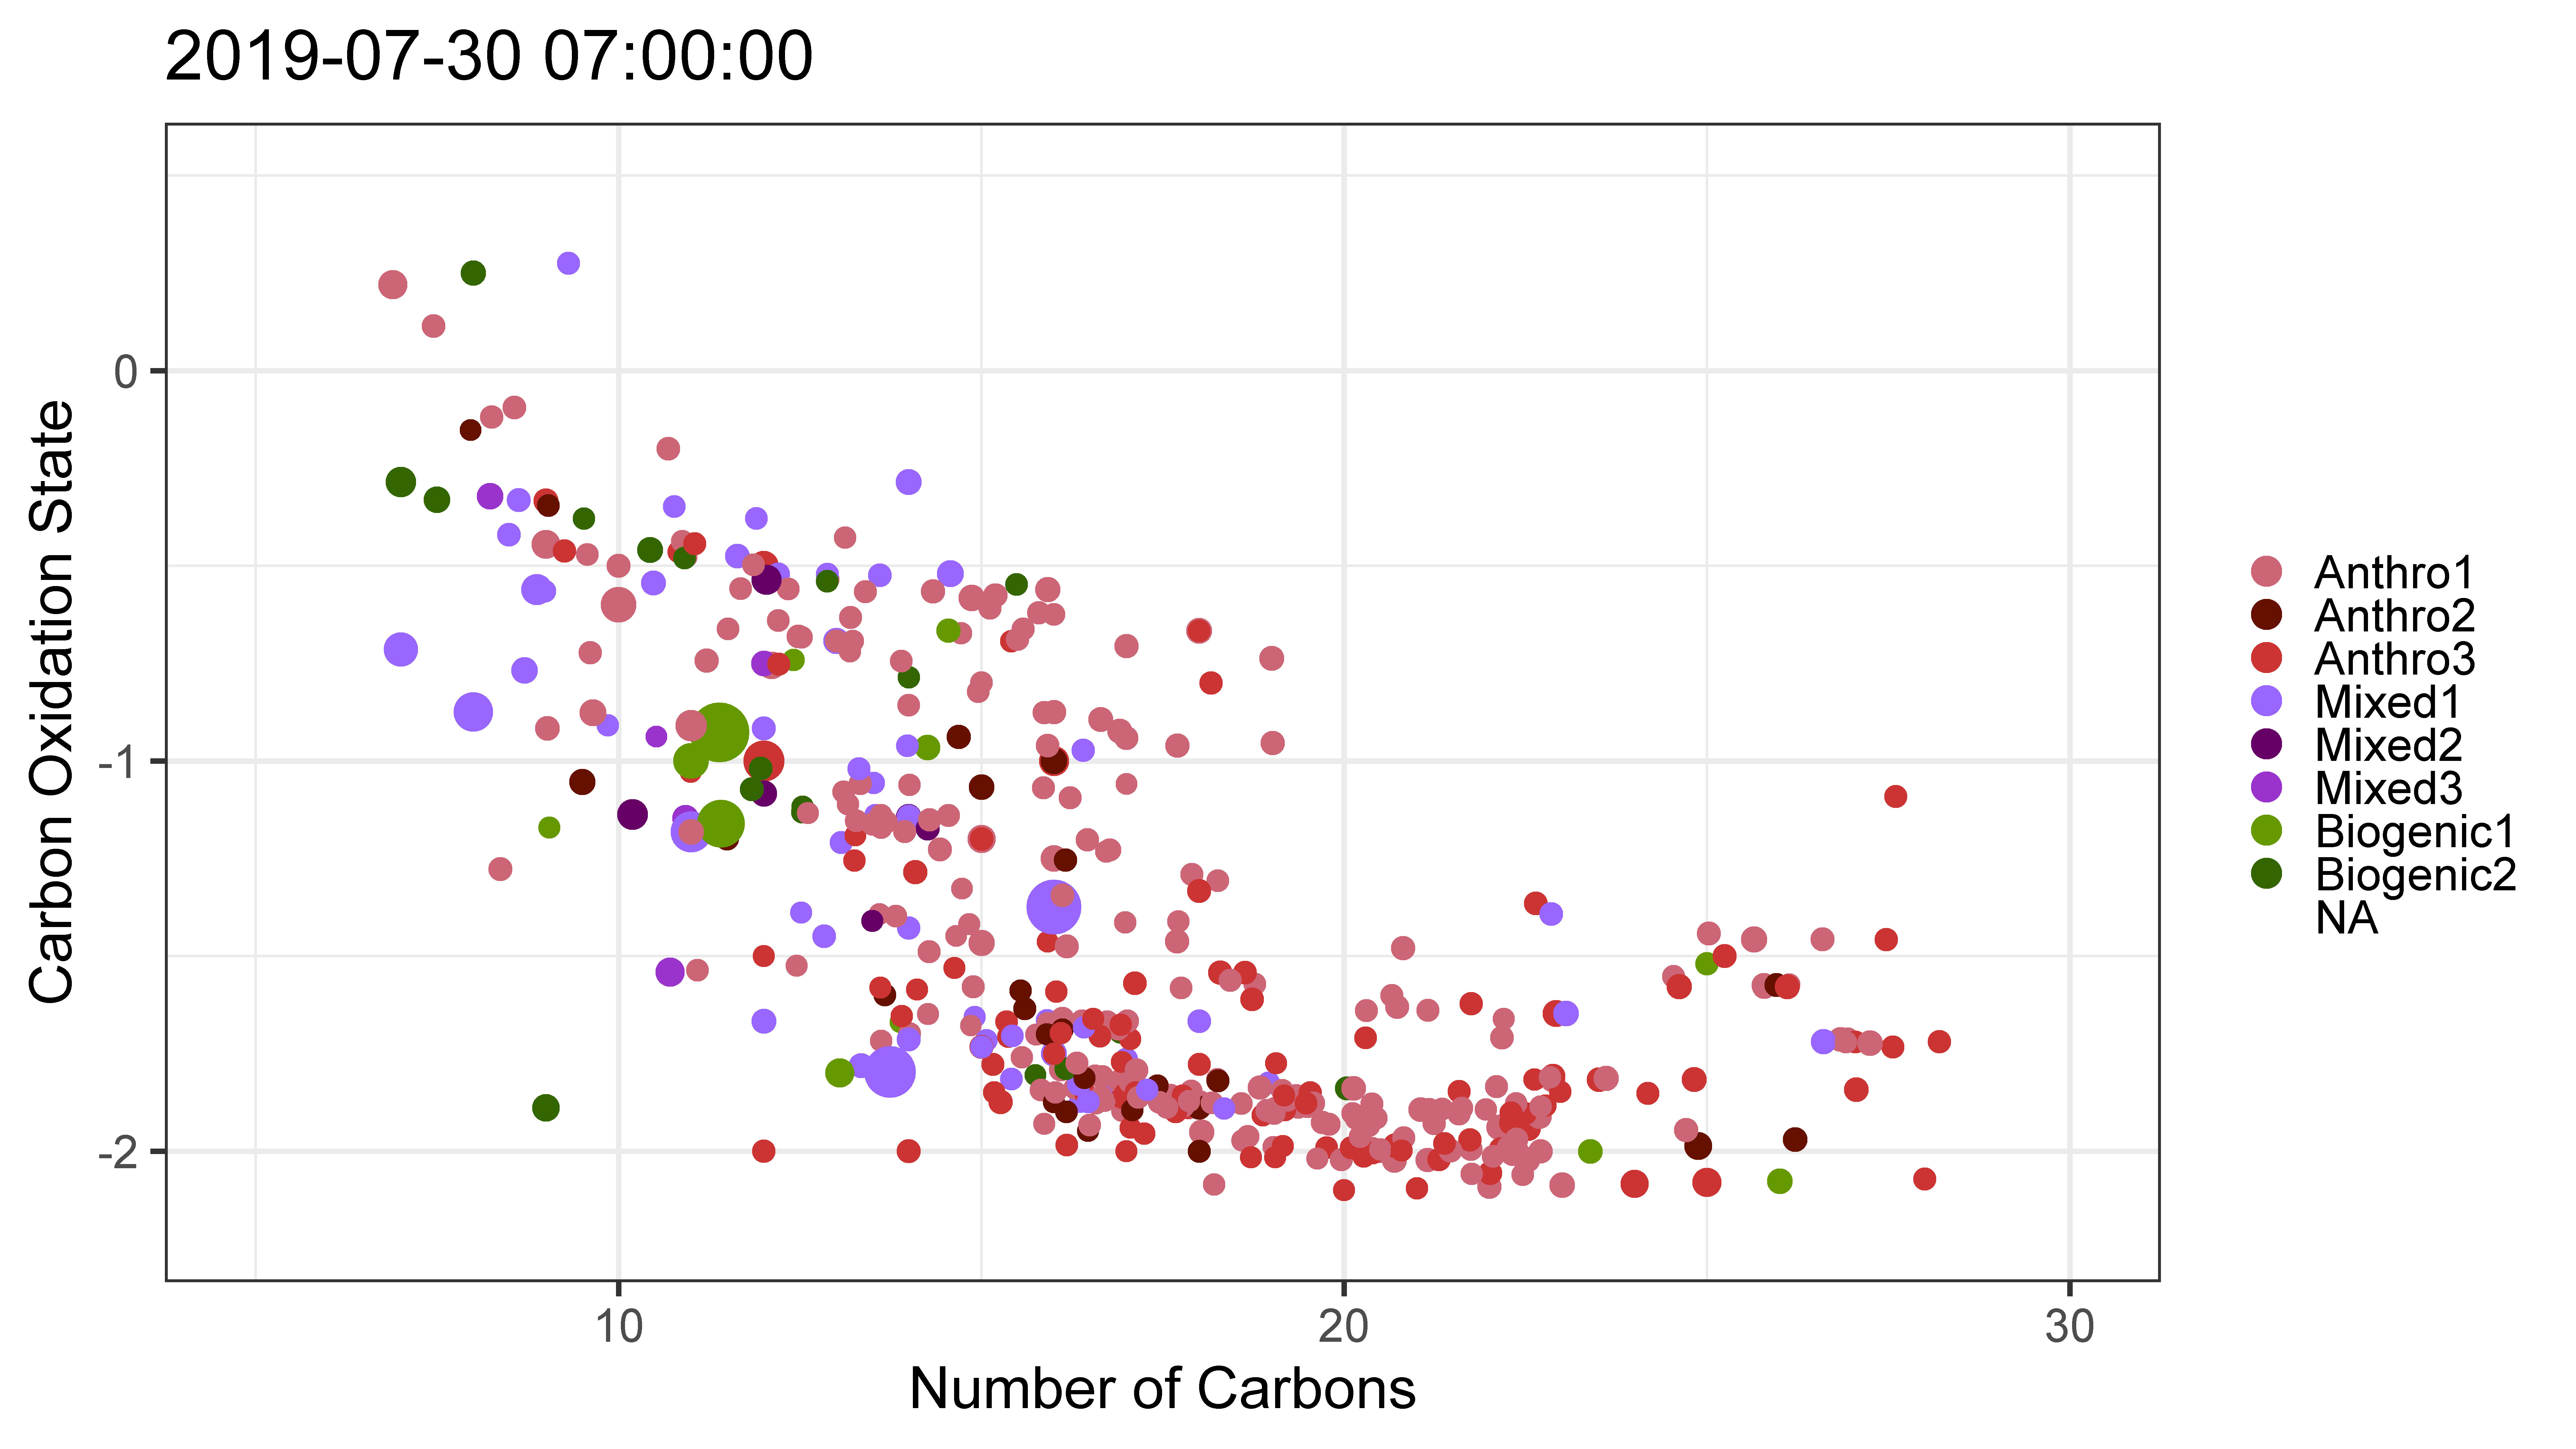 2019-07-30 07:00:00
Carbon Oxidation State
0
-1
-2
10
20
30
Number of Carbons
Anthro1
Anthro2
Anthro3
Mixed1
Mixed2
Mixed3
Biogenic1
Biogenic2
NA